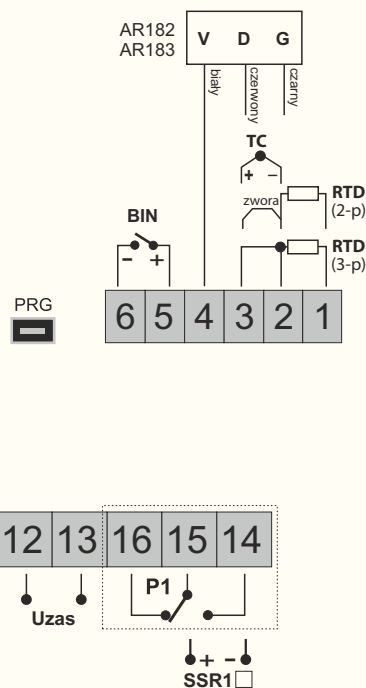 AR182
AR183
V D G
biały
czerwony
czarny
TC
+ −
zwora
RTD
(2-p)
BIN
RTD
(3-p)
− +
PRG
6 5 4 3 2 1
12 13 16 15 14
P1
Uzas
+ -
SSR1